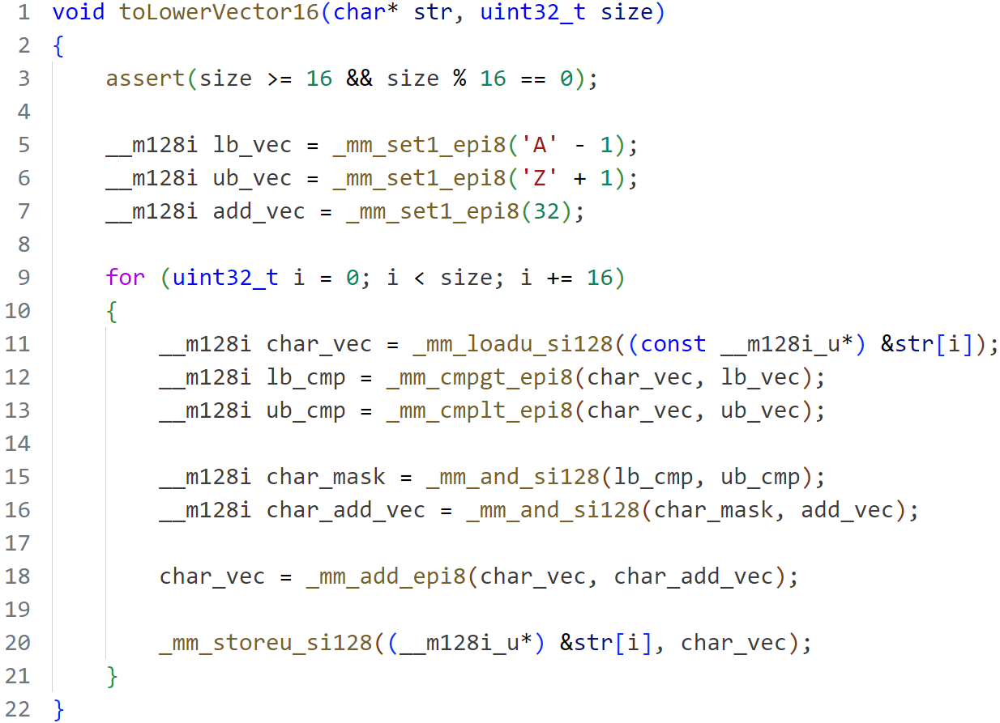 1 void toLowerVector16(char* str, uint32_t size)
2 {
3     assert(size >= 16 && size % 16 == 0);
4
5     __m128i lb_vec = _mm_set1_epi8('A' - 1);
6     __m128i ub_vec = _mm_set1_epi8('Z' + 1);
7     __m128i add_vec = _mm_set1_epi8(32);
8
9     for (uint32_t i = 0; i < size; i += 16)
10     {
11         __m128i char_vec = _mm_loadu_si128((const __m128i_u*) &str[i]);
12         __m128i lb_cmp = _mm_cmpgt_epi8(char_vec, lb_vec);
13         __m128i ub_cmp = _mm_cmplt_epi8(char_vec, ub_vec);
14
15         __m128i char_mask = _mm_and_si128(lb_cmp, ub_cmp);
16         __m128i char_add_vec = _mm_and_si128(char_mask, add_vec);
17
18         char_vec = _mm_add_epi8(char_vec, char_add_vec);
19
20         _mm_storeu_si128((__m128i_u*) &str[i], char_vec);
21     }
22 }